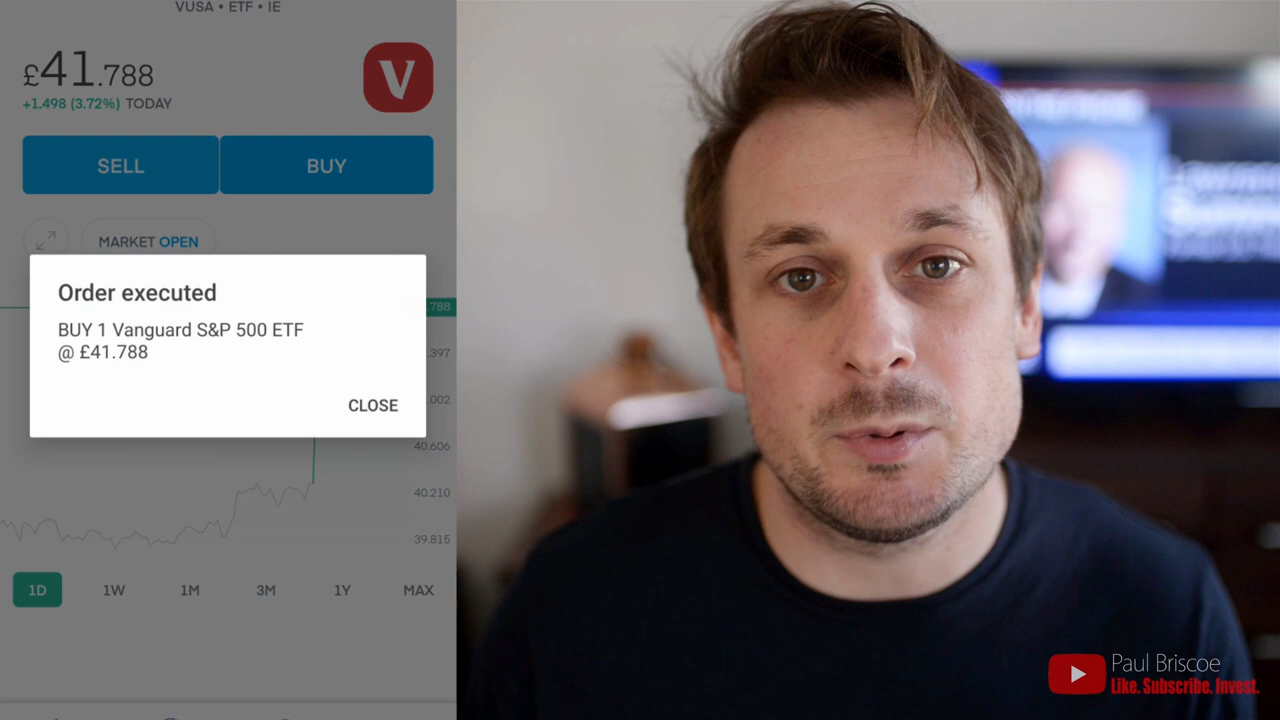 VUSA • ETF • IE
£41.788
+1.498 (3.72%) TODAY
V
SELL
BUY
MARKET OPEN
Order executed
BUY 1 Vanguard S&P 500 ETF
@ £41.788
CLOSE
.788
.397
.002
40.606
40.210
39.815
1D 1W 1M 3M 1Y MAX
Paul Briscoe
Like. Subscribe. Invest.